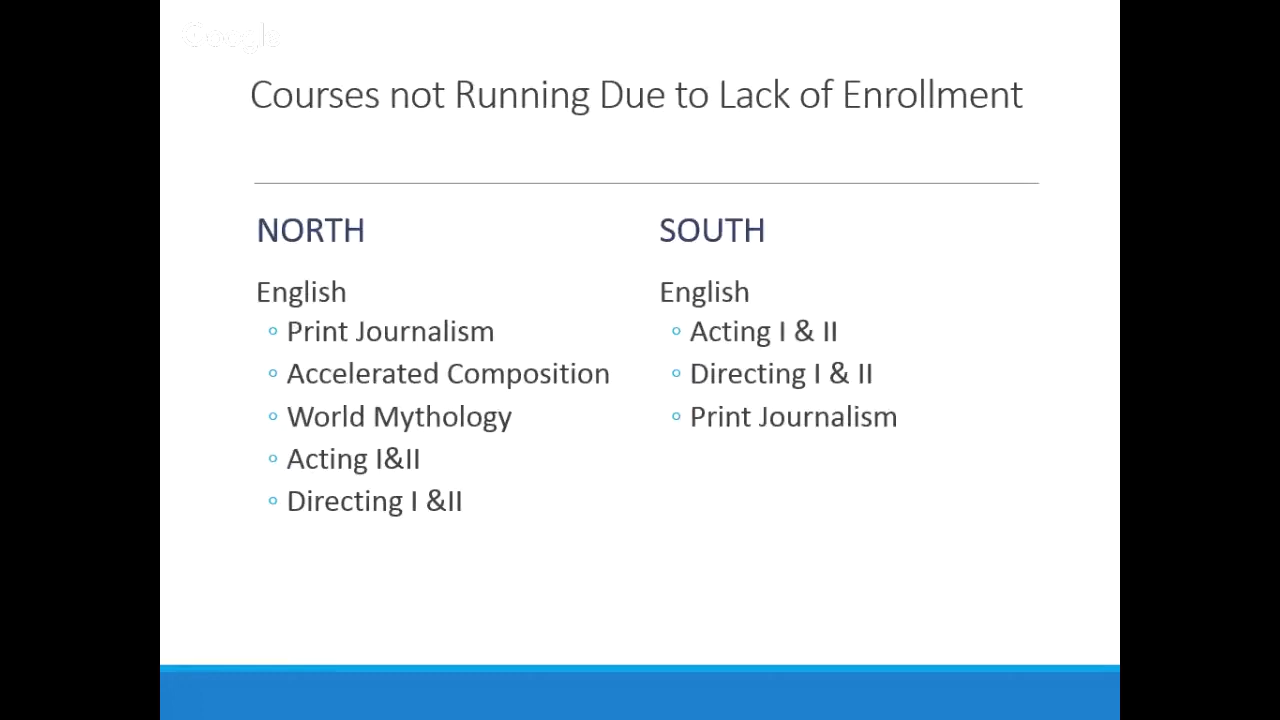 Google
Courses not Running Due to Lack of Enrollment
NORTH
English
Print Journalism
Accelerated Composition
World Mythology
Acting I&II
Directing I &II
SOUTH
English
Acting I & II
Directing I & II
Print Journalism